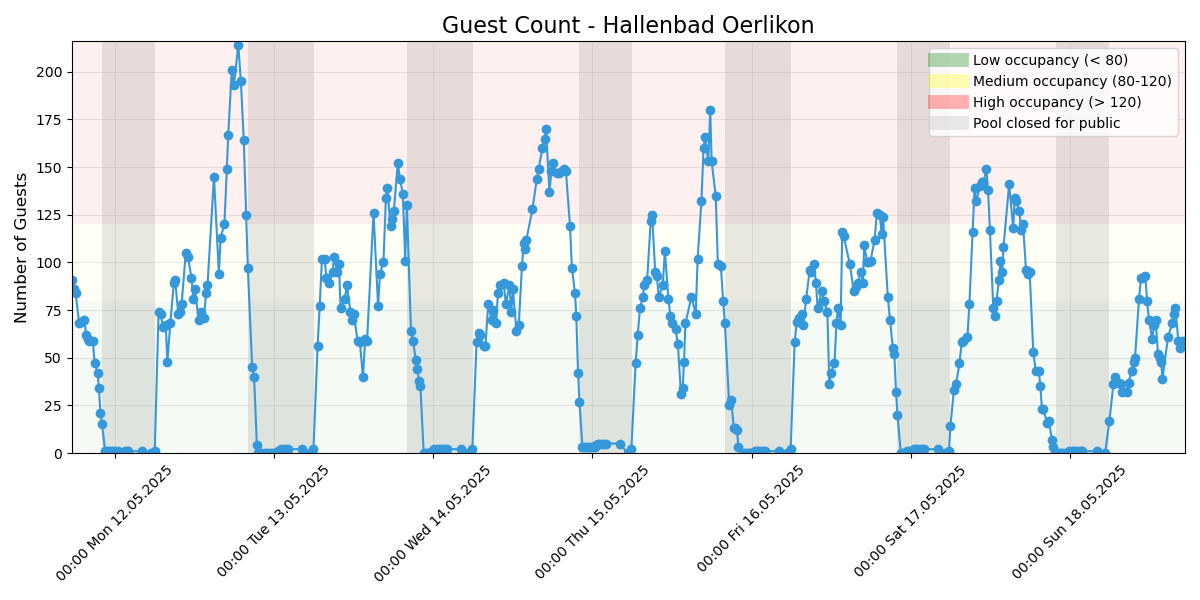 Guest Count - Hallenbad Oerlikon
Number of Guests
200
175
150
125
100
75
50
25
0
Low occupancy (< 80)
Medium occupancy (80-120)
High occupancy (> 120)
Pool closed for public
00:00 Mon 12.05.2025
00:00 Tue 13.05.2025
00:00 Wed 14.05.2025
00:00 Thu 15.05.2025
00:00 Fri 16.05.2025
00:00 Sat 17.05.2025
00:00 Sun 18.05.2025